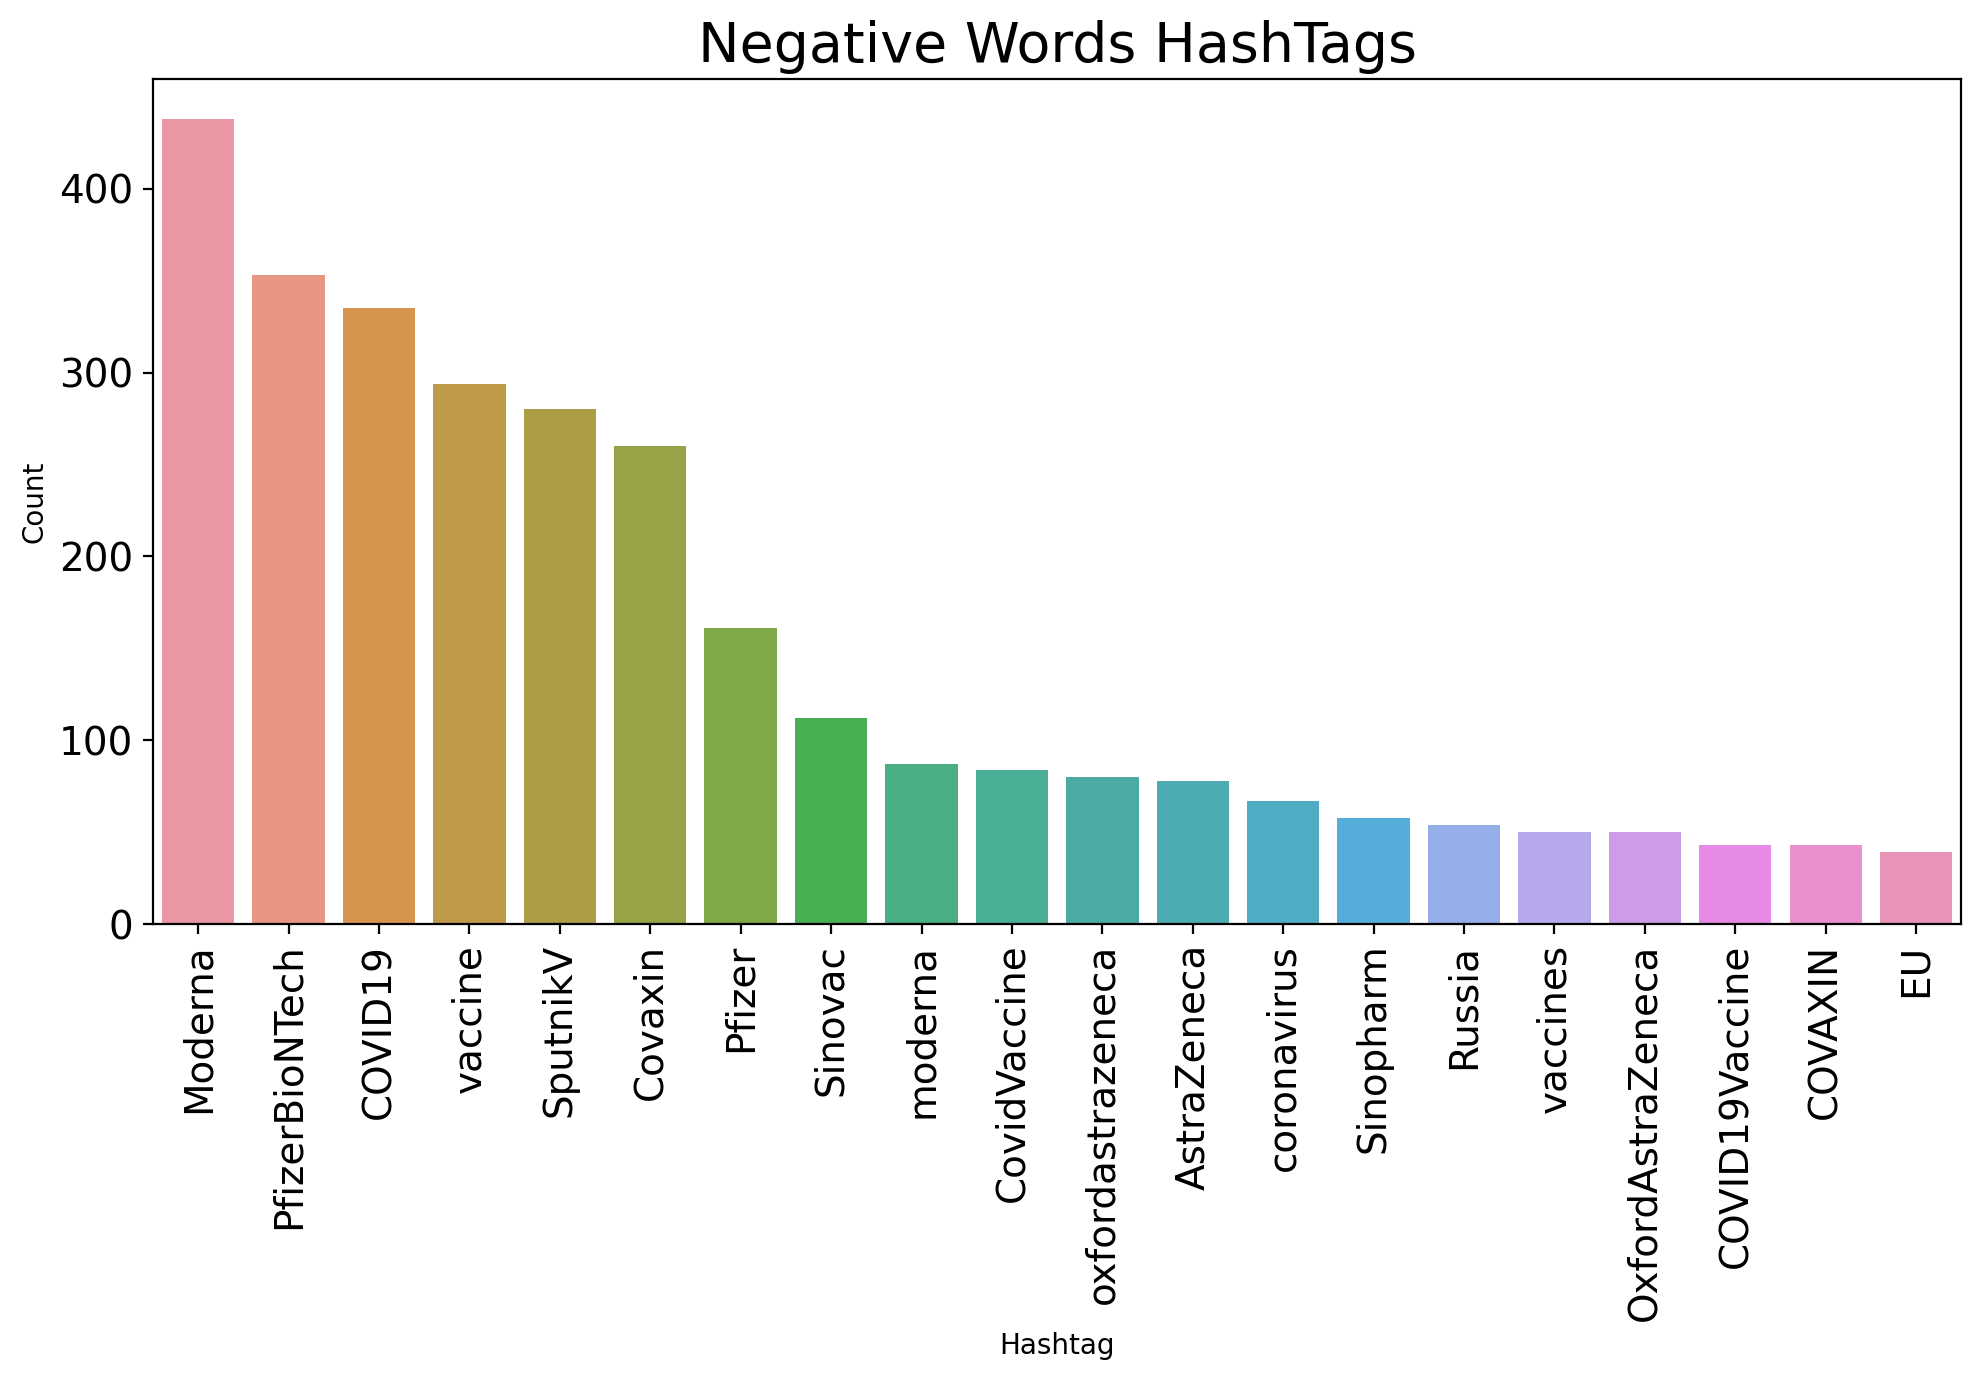 Negative Words HashTags
Count
400
300
200
100
0
Moderna
PfizerBioNTech
COVID19
vaccine
SputnikV
Covaxin
Pfizer
Sinovac
moderna
CovidVaccine
oxfordastrazeneca
AstraZeneca
coronavirus
Sinopharm
Russia
vaccines
OxfordAstraZeneca
COVID19Vaccine
COVAXIN
EU
Hashtag